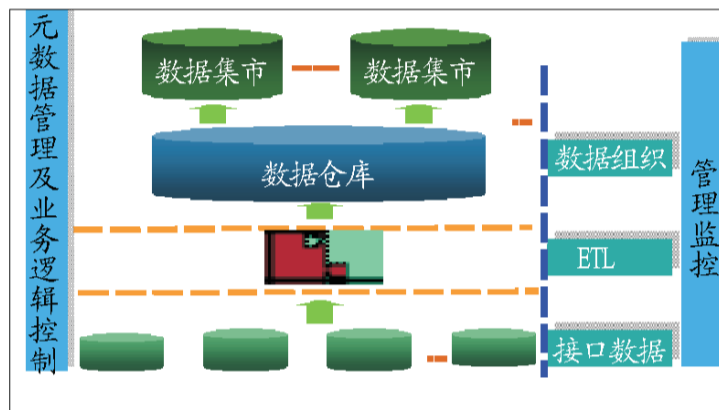 元数据管理及业务逻辑控制
数据集市
数据集市
数据仓库
数据组织
ETL
接口数据
管理监控